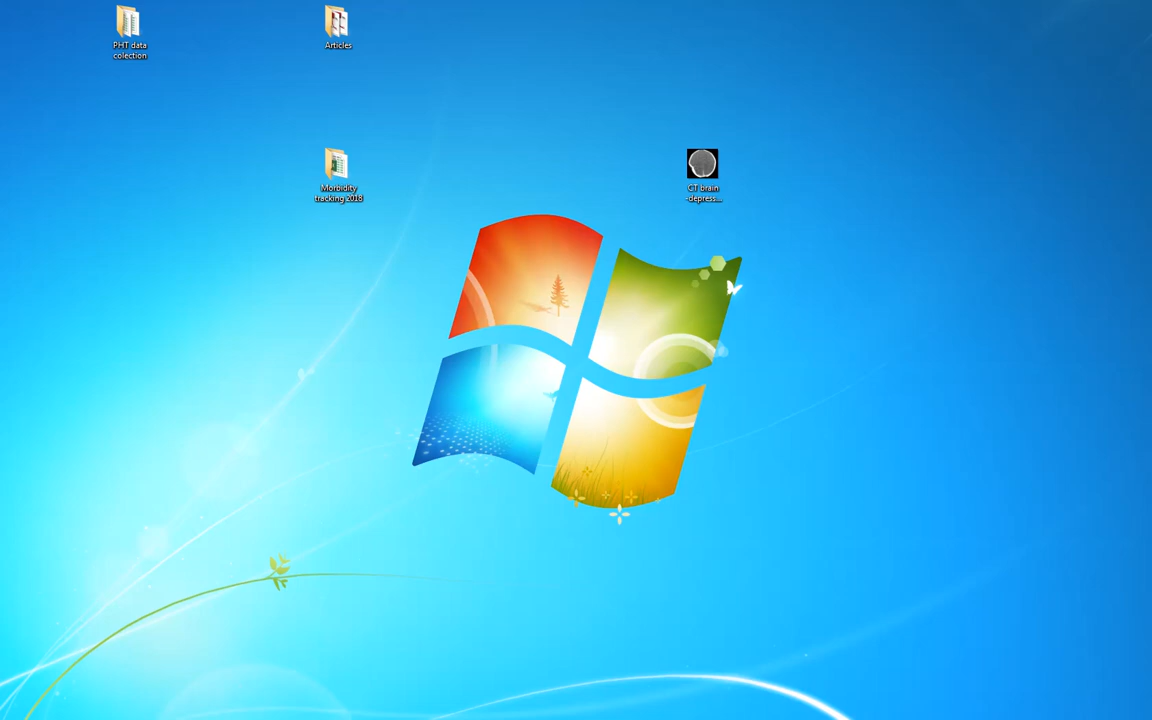 PHT data
colection
Articles
Morbidity
tracking 2018
CT brain
-depress...